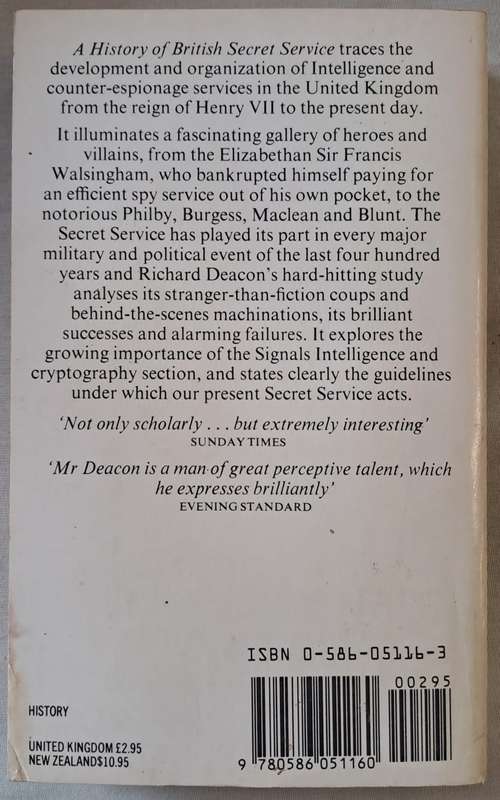 A History of British Secret Service traces the
development and organization of Intelligence and
counter-espionage services in the United Kingdom
from the reign of Henry VII to the present day.
It illuminates a fascinating gallery of heroes and
villains, from the Elizabethan Sir Francis
Walsingham, who bankrupted himself paying for
an efficient spy service out of his own pocket, to the
notorious Philby, Burgess, Maclean and Blunt. The
Secret Service has played its part in every major
military and political event of the last four hundred
years and Richard Deacon's hard-hitting study
analyses its stranger-than-fiction coups and
behind-the-scenes machinations, its brilliant
successes and alarming failures. It explores the
growing importance of the Signals Intelligence and
cryptography section, and states clearly the guidelines
under which our present Secret Service acts.
‘Not only scholarly . . . but extremely interesting’
SUNDAY TIMES
‘Mr Deacon is a man of great perceptive talent, which
he expresses brilliantly’
EVENING STANDARD
ISBN 0-586-05116-3
00295
9 780586 051160
HISTORY
UNITED KINGDOM £2.95
NEW ZEALAND $10.95